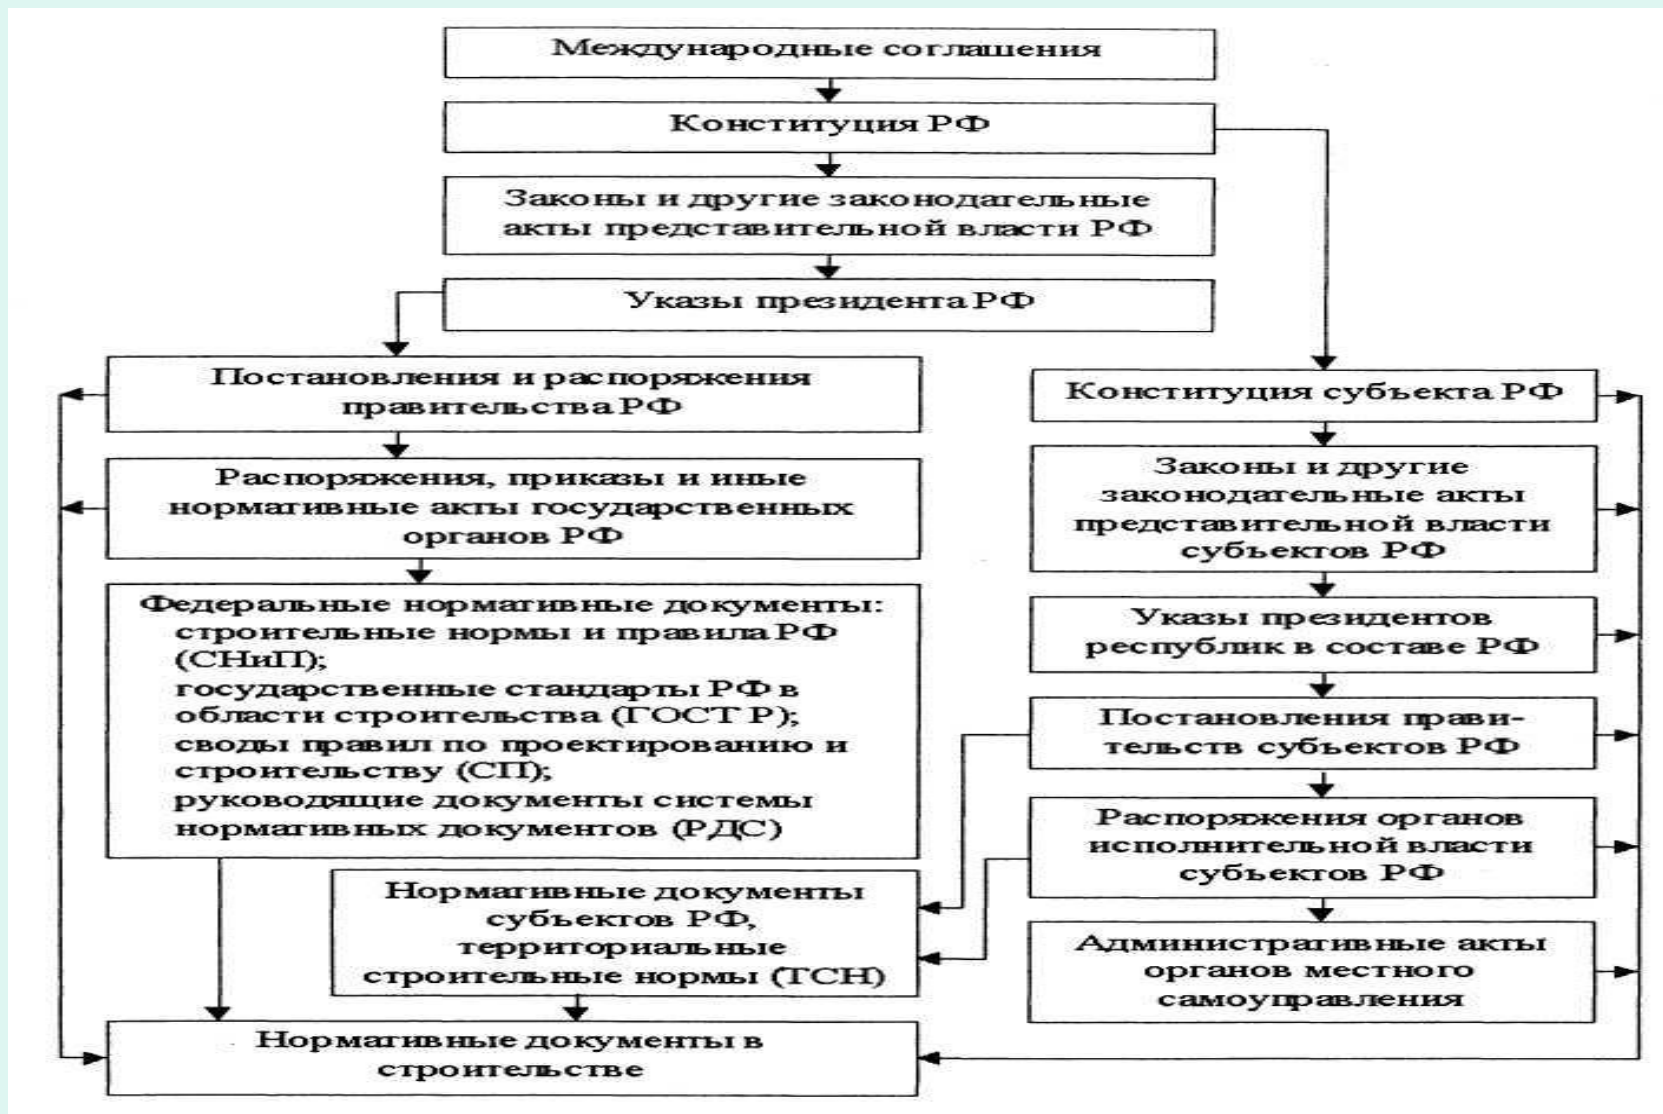 Международные соглашения
Конституция РФ
Законы и другие законодательные
акты представительной власти РФ
Указы президента РФ
Постановления и распоряжения
правительства РФ
Распоряжения, приказы и иные
нормативные акты государственных
органов РФ
Федеральные нормативные документы:
строительные нормы и правила РФ
(СНиП);
государственные стандарты РФ в
области строительства (ГОСТ Р);
своды правил по проектированию и
строительству (СП);
руководящие документы системы
нормативных документов (РДС)
Нормативные документы
субъектов РФ,
территориальные
строительные нормы (ТСН)
Нормативные документы в
строительстве
Конституция субъекта РФ
Законы и другие
законодательные акты
представительной власти
субъектов РФ
Указы президентов
республик в составе РФ
Постановления прави-
тельств субъектов РФ
Распоряжения органов
исполнительной власти
субъектов РФ
Административные акты
органов местного
самоуправления